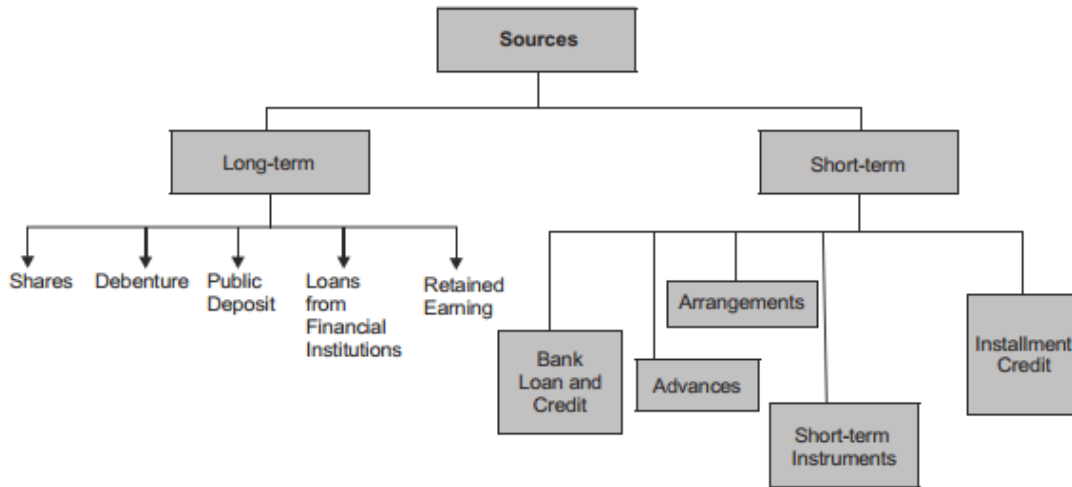 Sources
Long-term
Short-term
Shares
Debenture
Public
Deposit
Loans
from
Financial
Institutions
Retained
Earning
Bank
Loan and
Credit
Advances
Arrangements
Short-term
Instruments
Installment
Credit